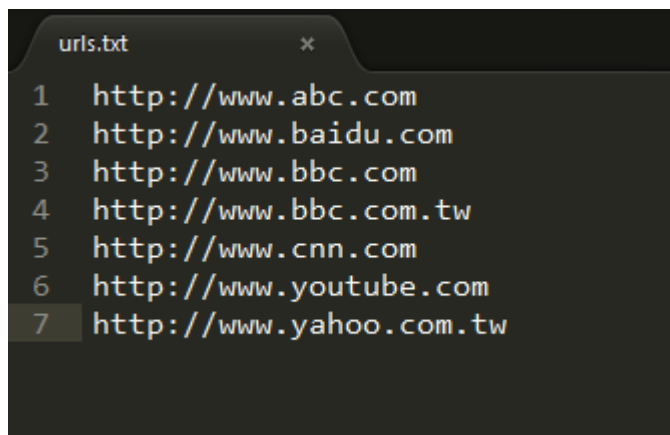 urls.txt ×
1 http://www.abc.com
2 http://www.baidu.com
3 http://www.bbc.com
4 http://www.bbc.com.tw
5 http://www.cnn.com
6 http://www.youtube.com
7 http://www.yahoo.com.tw